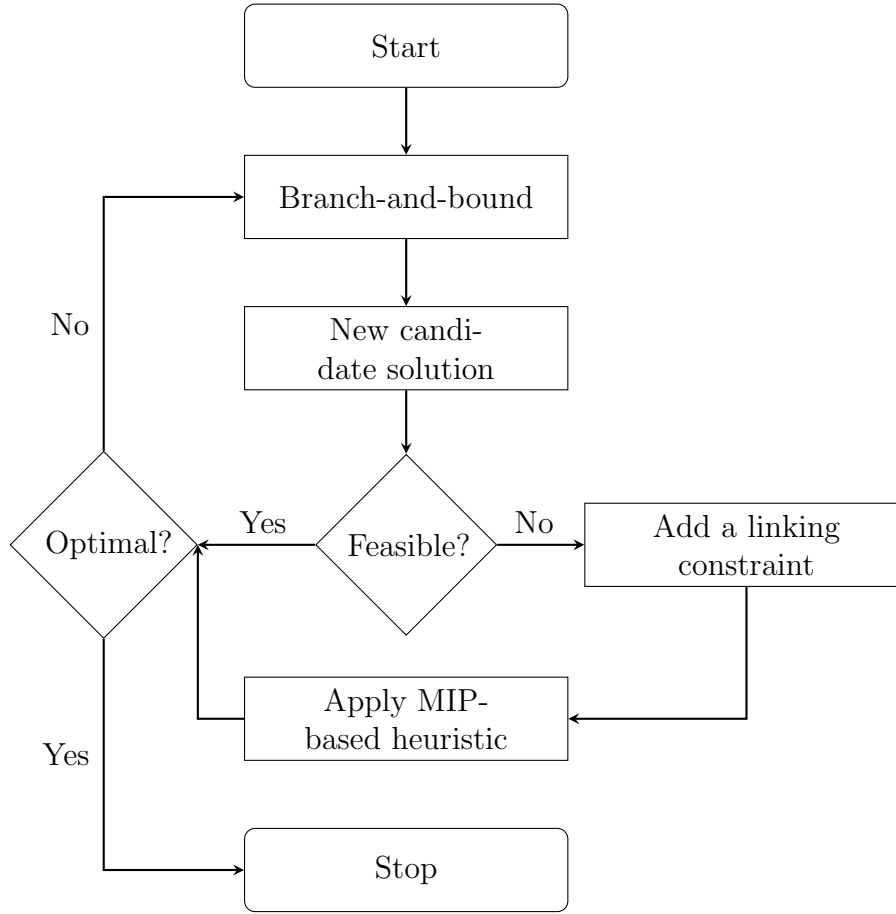 Start
Branch-and-bound
No
New candi-
date solution
Optimal?
Yes
Feasible?
No
Add a linking
constraint
Apply MIP-
based heuristic
Yes
Stop